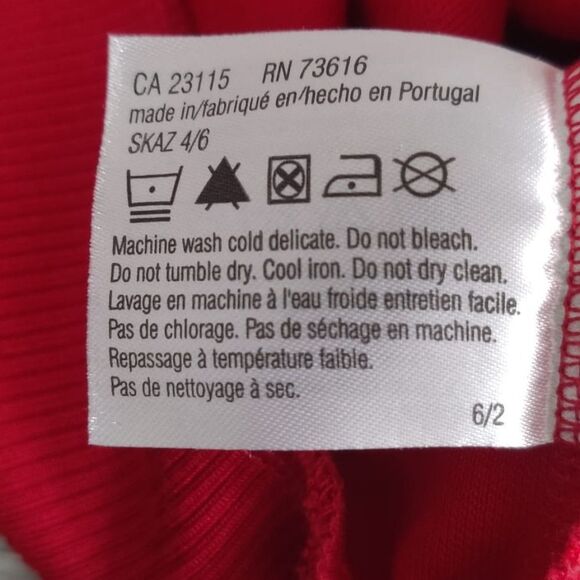 CA 23115 RN 73616
made in/fabriqué en/hecho en Portugal
SKAZ 4/6
Machine wash cold delicate. Do not bleach.
Do not tumble dry. Cool iron. Do not dry clean.
Lavage en machine à l'eau froide entretien facile.
Pas de chlorage. Pas de séchage en machine.
Repassage à température faible.
Pas de nettoyage à sec.
6/2